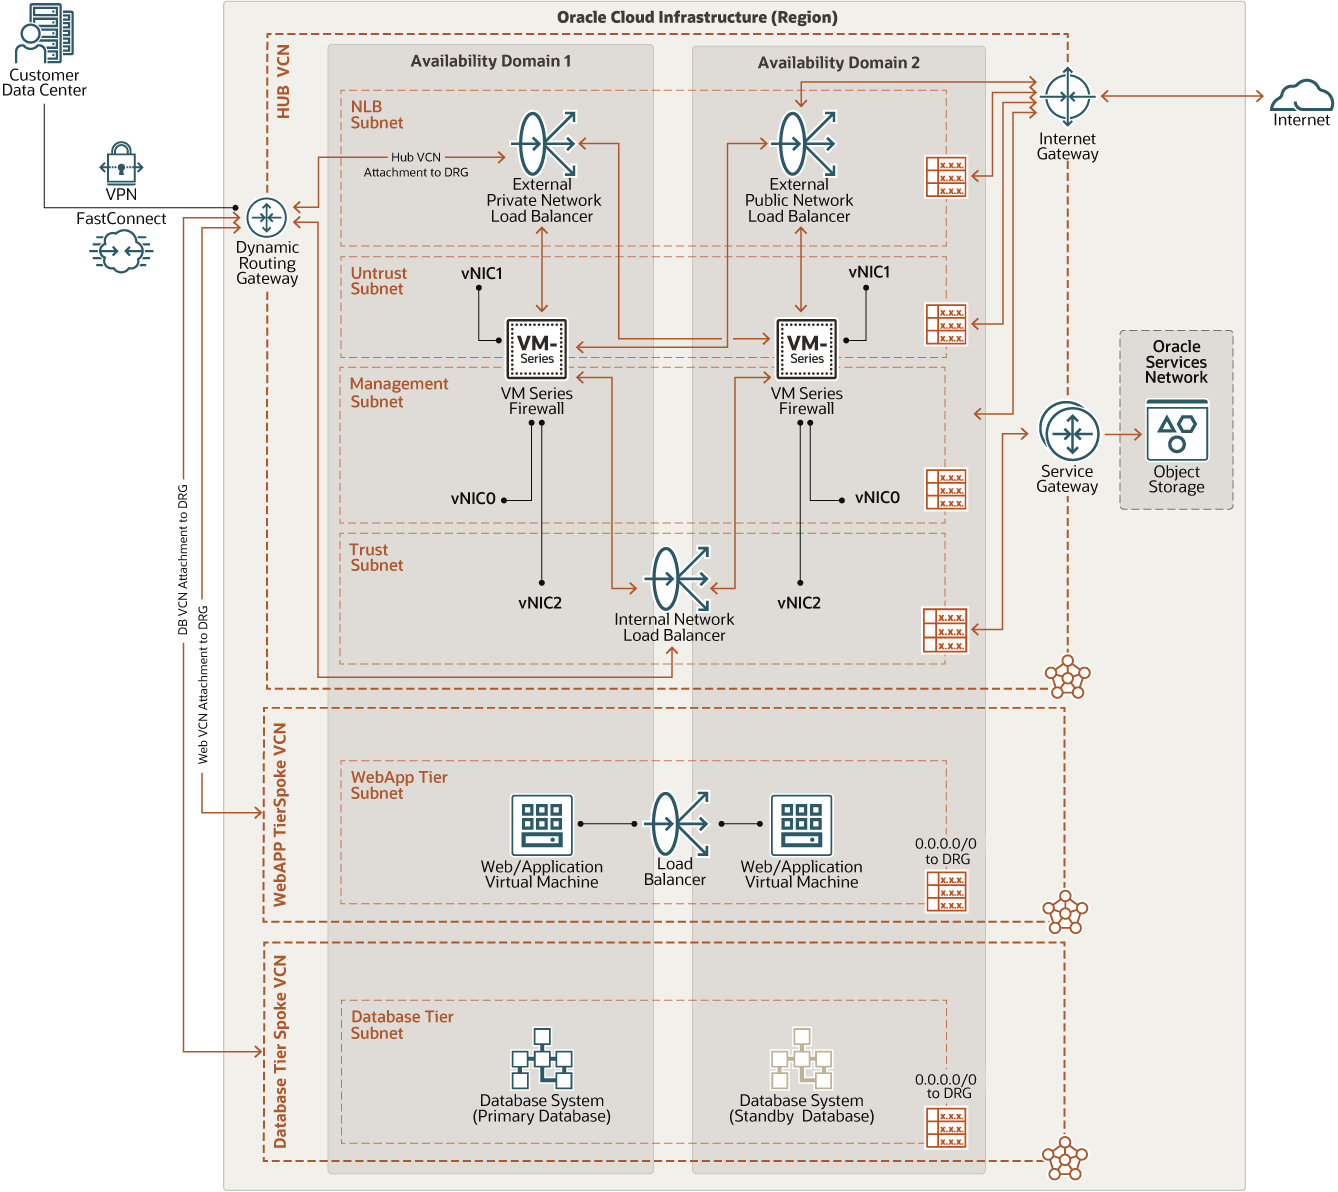 Oracle Cloud Infrastructure (Region)
Customer
Data Center
VPN
FastConnect
Dynamic
Routing
Gateway
HUB VCN
Availability Domain 1
Availability Domain 2
NLB
Subnet
Hub VCN
Attachment to DRG
External
Private Network
Load Balancer
External
Public Network
Load Balancer
x.x.x.
x.x.x.
x.x.x.
Internet
Gateway
Internet
Untrust
Subnet
vNIC1
vNIC1
VM-
Series
VM-
Series
x.x.x.
x.x.x.
x.x.x.
Management
Subnet
VM Series
Firewall
VM Series
Firewall
vNIC0
vNIC0
x.x.x.
x.x.x.
x.x.x.
Service
Gateway
Oracle
Services
Network
Object
Storage
Trust
Subnet
vNIC2
vNIC2
Internal Network
Load Balancer
x.x.x.
x.x.x.
x.x.x.
DB VCN Attachment to DRG
Web VCN Attachment to DRG
WebAPP TierSpoke VCN
WebApp Tier
Subnet
Web/Application
Virtual Machine
Load
Balancer
Web/Application
Virtual Machine
0.0.0.0/0
to DRG
x.x.x.
x.x.x.
x.x.x.
Database Tier Spoke VCN
Database Tier
Subnet
Database System
(Primary Database)
Database System
(Standby Database)
0.0.0.0/0
to DRG
x.x.x.
x.x.x.
x.x.x.